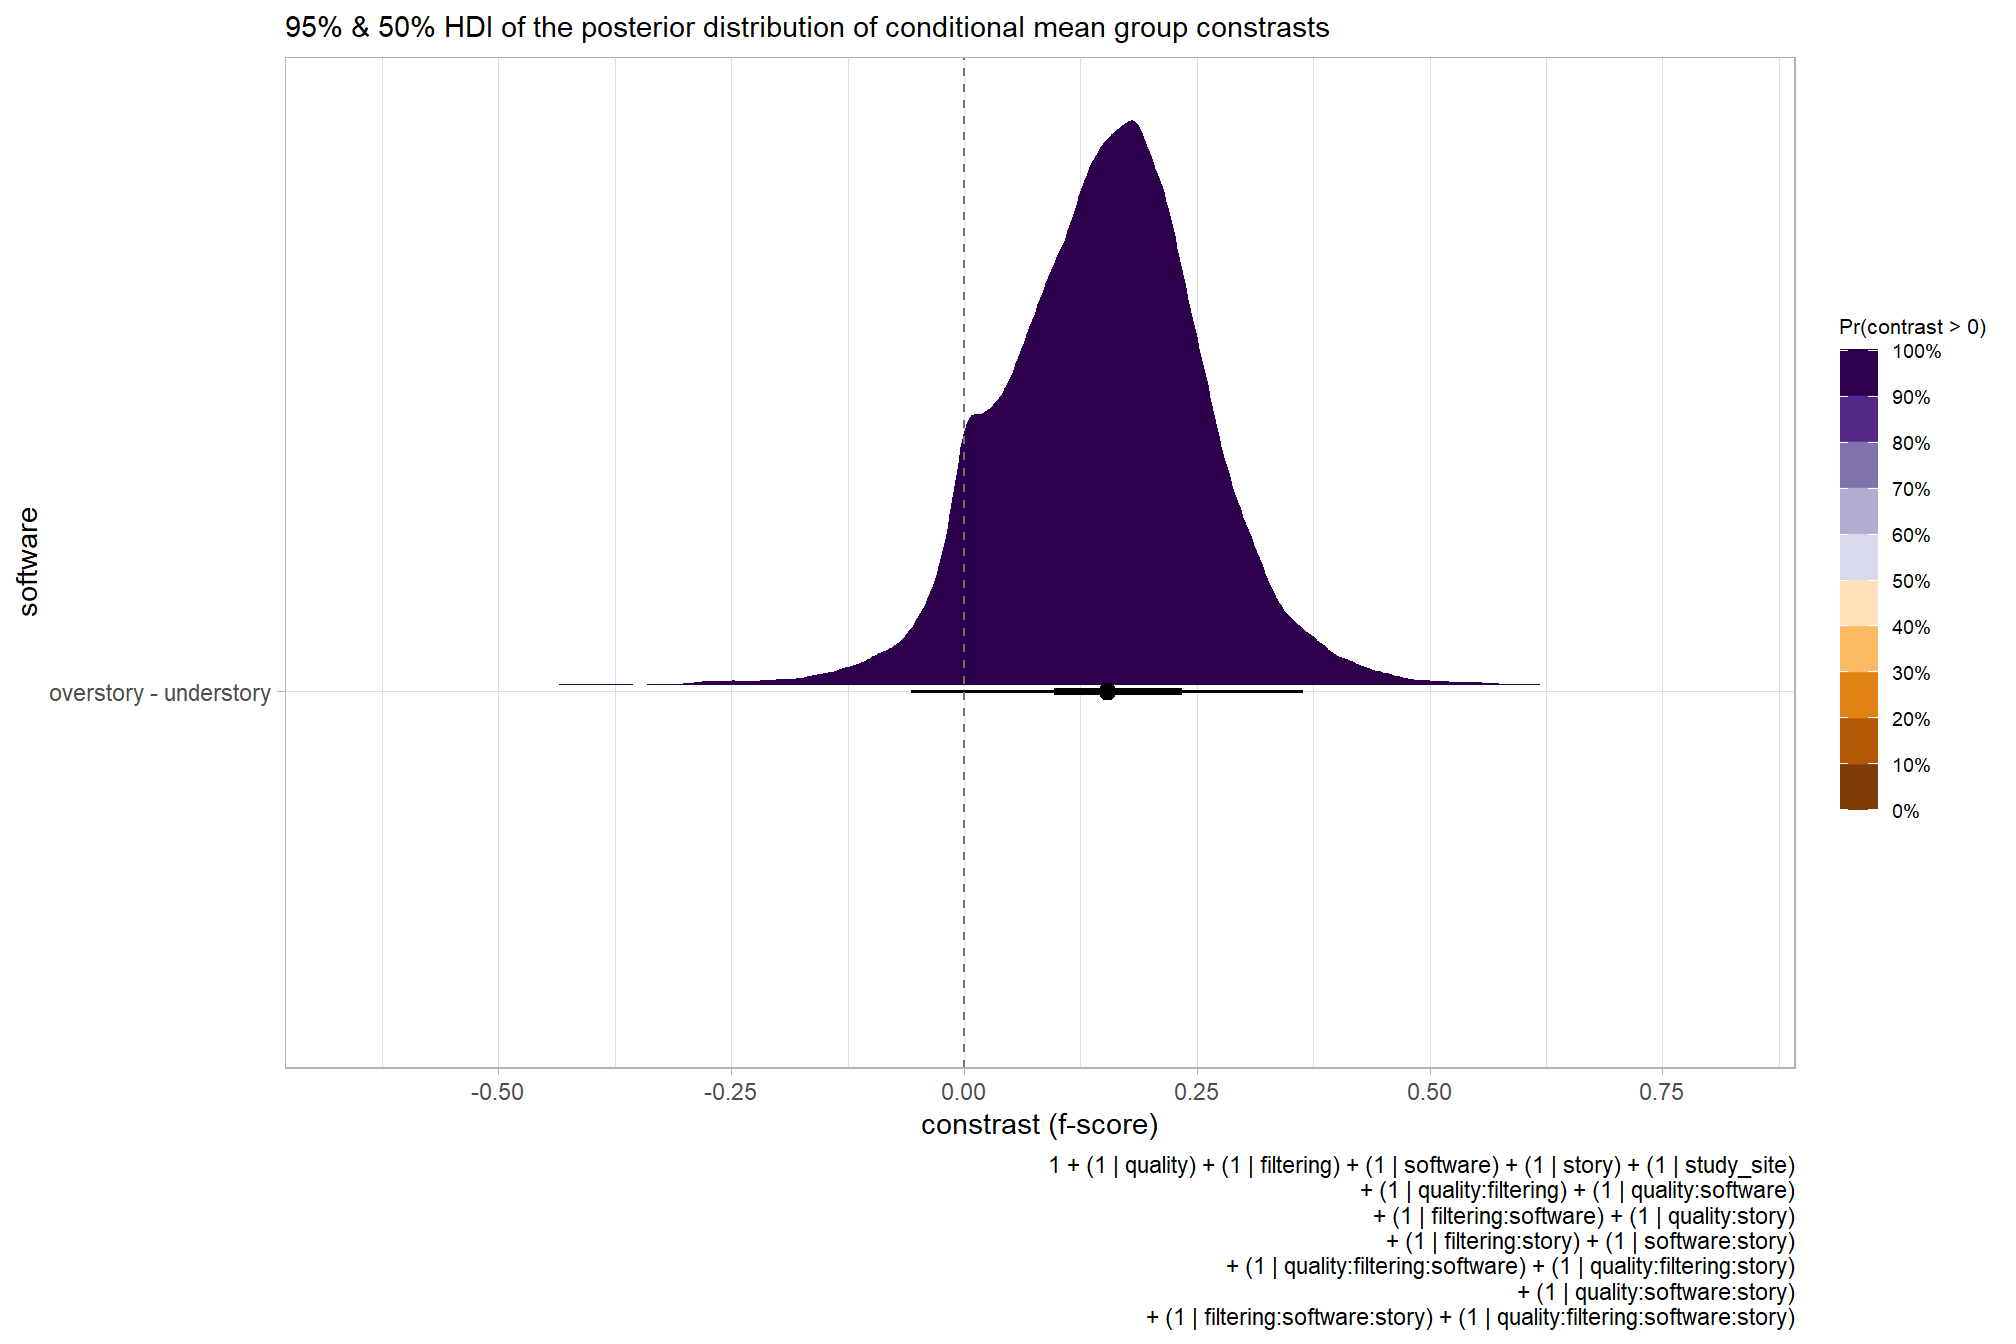 95% & 50% HDI of the posterior distribution of conditional mean group constrasts
software
overstory - understory
-0.50
-0.25
0.00
0.25
0.50
0.75
constrast (f-score)
Pr(contrast > 0)
100%
90%
80%
70%
60%
50%
40%
30%
20%
10%
0%
1 + (1 | quality) + (1 | filtering) + (1 | software) + (1 | story) + (1 | study_site)
+ (1 | quality:filtering) + (1 | quality:software)
+ (1 | filtering:software) + (1 | quality:story)
+ (1 | filtering:story) + (1 | software:story)
+ (1 | quality:filtering:software) + (1 | quality:filtering:story)
+ (1 | quality:software:story)
+ (1 | filtering:software:story) + (1 | quality:filtering:software:story)